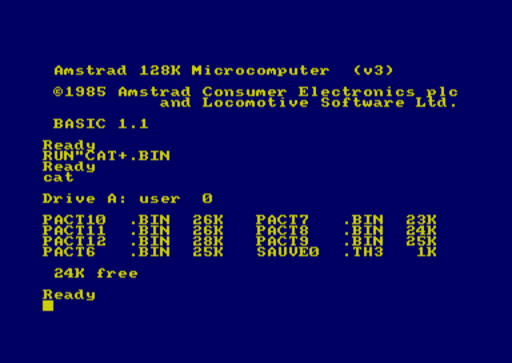 Amstrad 128K Microcomputer  (v3)
©1985 Amstrad Consumer Electronics plc
and Locomotive Software Ltd.
BASIC 1.1
Ready
RUN"CAT+.BIN
Ready
cat
Drive A: user  0
PACT10  .BIN  26K   PACT7   .BIN  23K
PACT11  .BIN  26K   PACT8   .BIN  24K
PACT12  .BIN  28K   PACT9   .BIN  25K
PACT6   .BIN  25K   SAUVE0  .TH3   1K
24K free
Ready